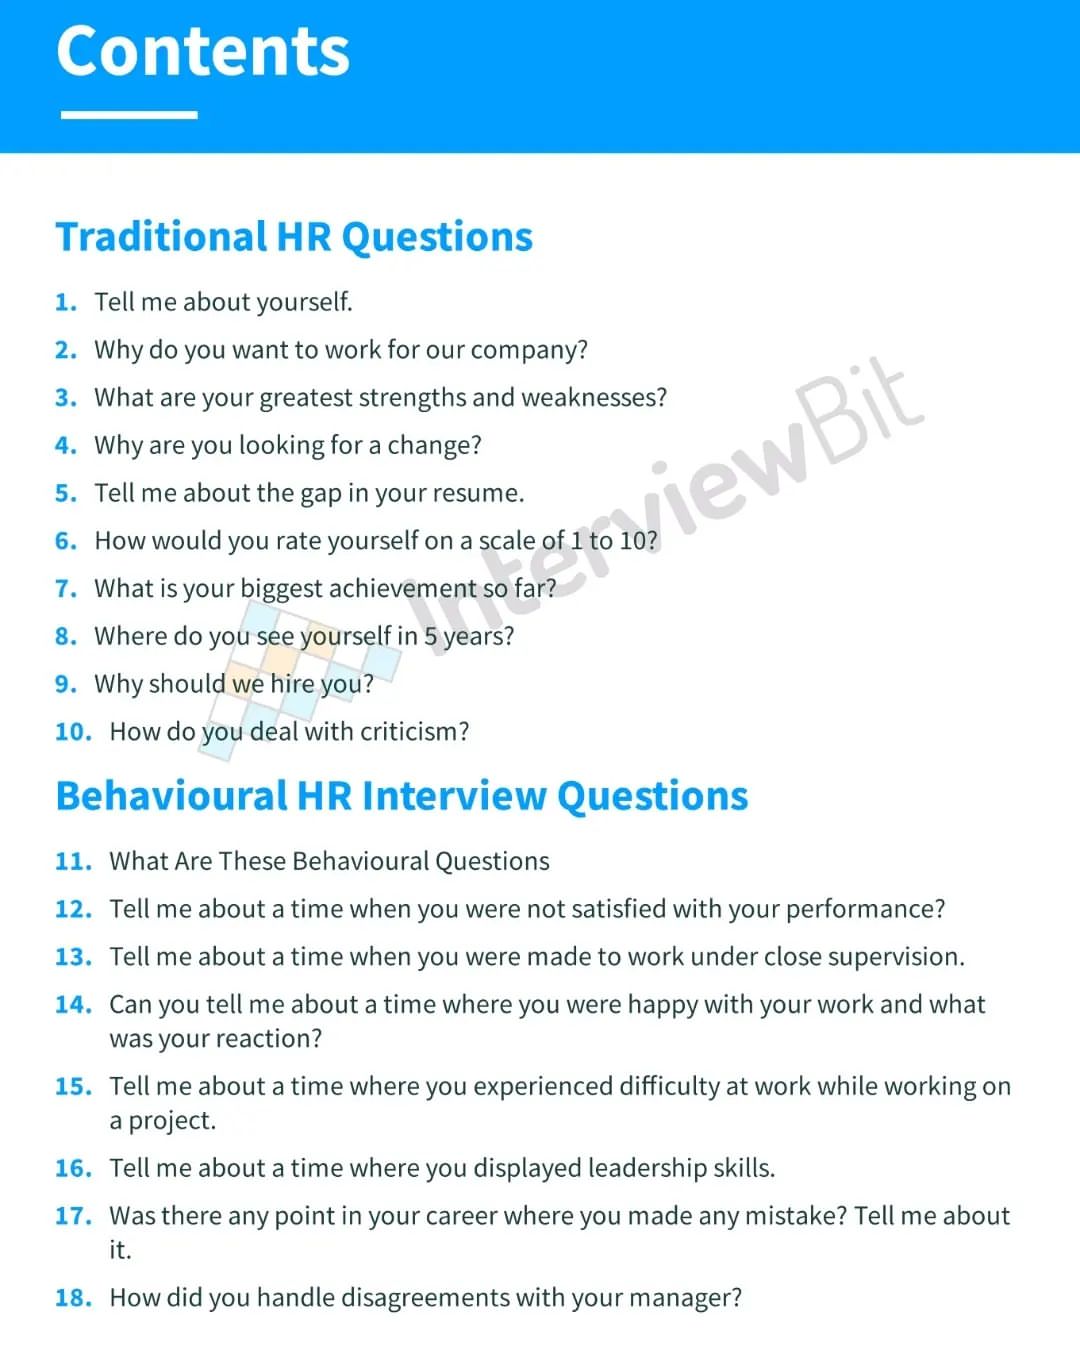 Contents
Traditional HR Questions
1. Tell me about yourself.
2. Why do you want to work for our company?
3. What are your greatest strengths and weaknesses?
4. Why are you looking for a change?
5. Tell me about the gap in your resume.
6. How would you rate yourself on a scale of 1 to 10?
7. What is your biggest achievement so far?
8. Where do you see yourself in 5 years?
9. Why should we hire you?
10. How do you deal with criticism?
InterviewBit
Behavioural HR Interview Questions
11. What Are These Behavioural Questions
12. Tell me about a time when you were not satisfied with your performance?
13. Tell me about a time when you were made to work under close supervision.
14. Can you tell me about a time where you were happy with your work and what
was your reaction?
15. Tell me about a time where you experienced difficulty at work while working on
a project.
16. Tell me about a time where you displayed leadership skills.
17. Was there any point in your career where you made any mistake? Tell me about
it.
18. How did you handle disagreements with your manager?